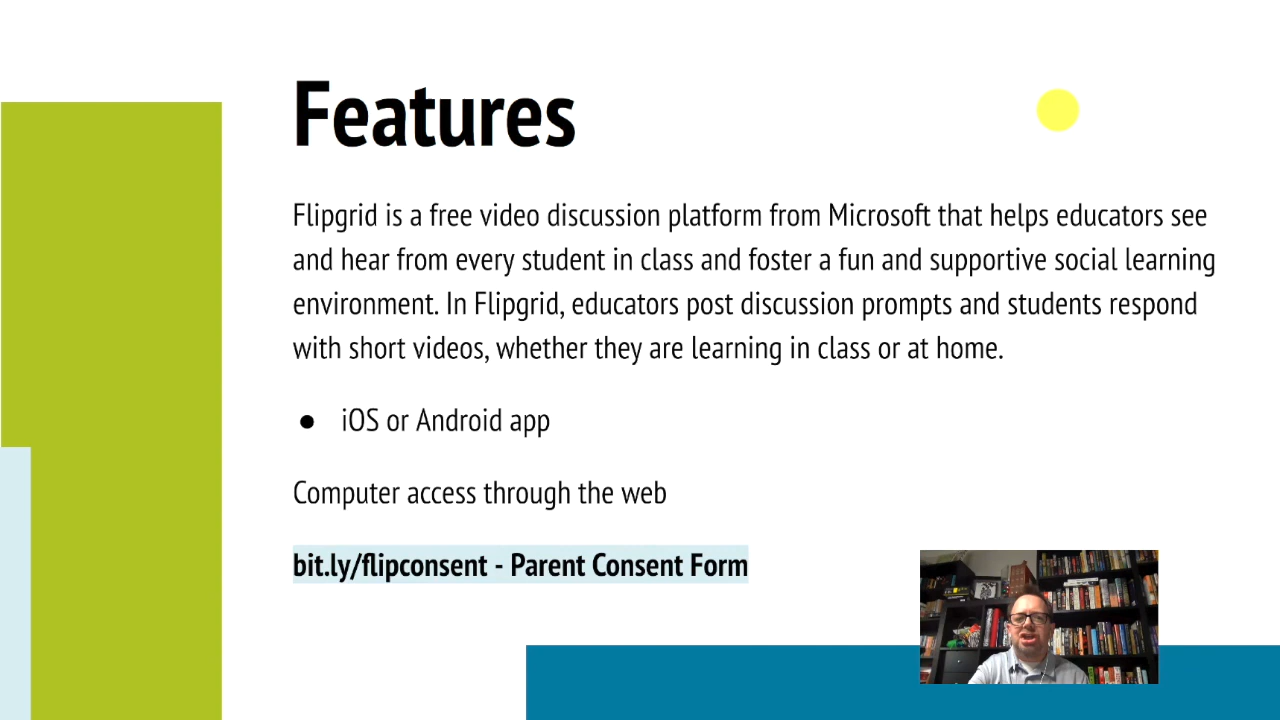 Features
Flipgrid is a free video discussion platform from Microsoft that helps educators see
and hear from every student in class and foster a fun and supportive social learning
environment. In Flipgrid, educators post discussion prompts and students respond
with short videos, whether they are learning in class or at home.
● iOS or Android app
Computer access through the web
bit.ly/flipconsent - Parent Consent Form